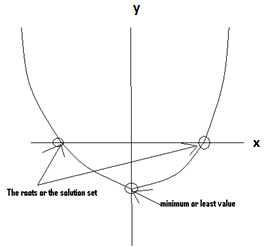 y
x
The roots or the solution set
minimum or least value